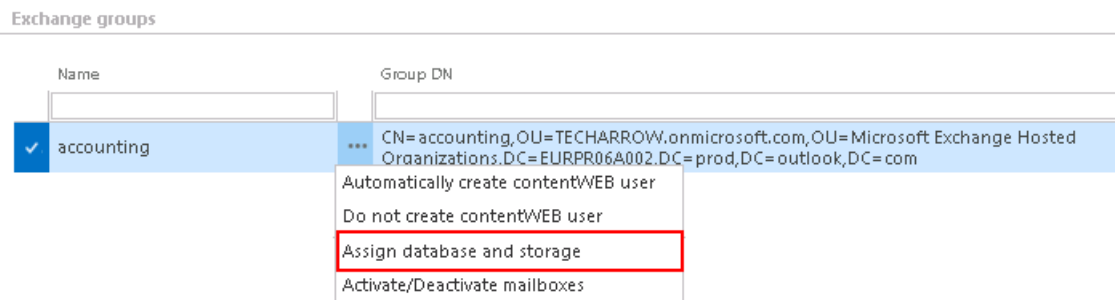 Exchange groups
Name Group DN
accounting ••• CN=accounting,OU=TECHARROW.onmicrosoft.com,OU=Microsoft Exchange Hosted
Organizations,DC=EURPR06A002,DC=prod,DC=outlook,DC=com
Automatically create contentWEB user
Do not create contentWEB user
Assign database and storage
Activate/Deactivate mailboxes